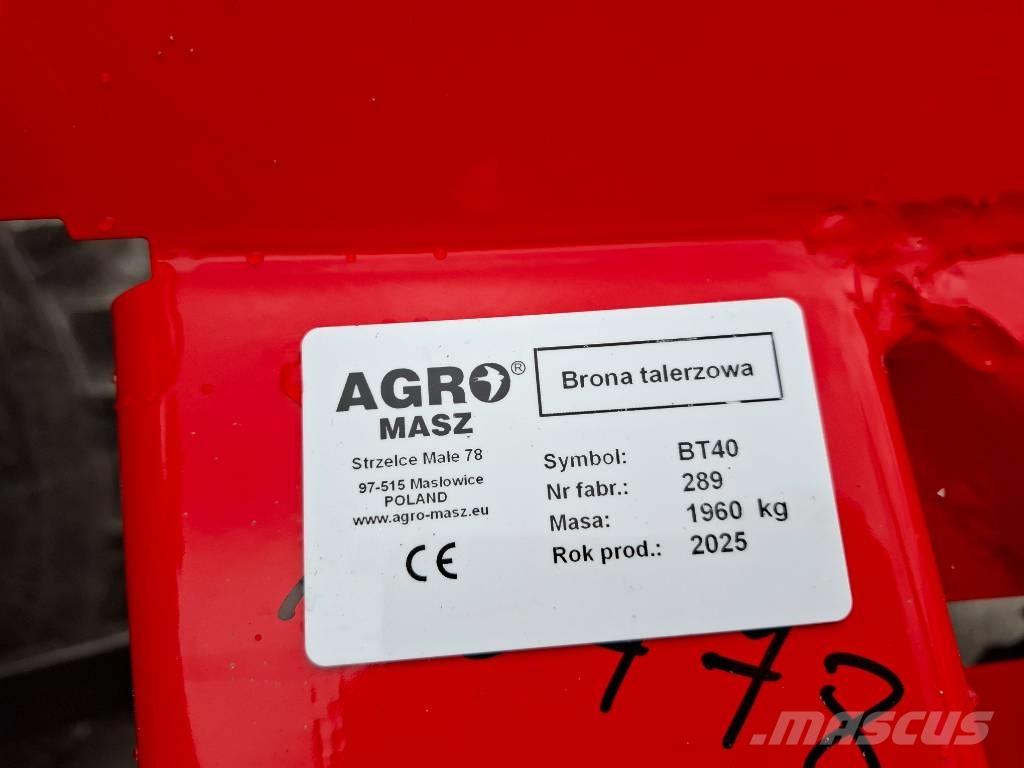 AGRO®
MASZ
Strzelce Małe 78
97-515 Masłowice
POLAND
www.agro-masz.eu
CE
Brona talerzowa
Symbol: BT40
Nr fabr.: 289
Masa: 1960 kg
Rok prod.: 2025
mascus